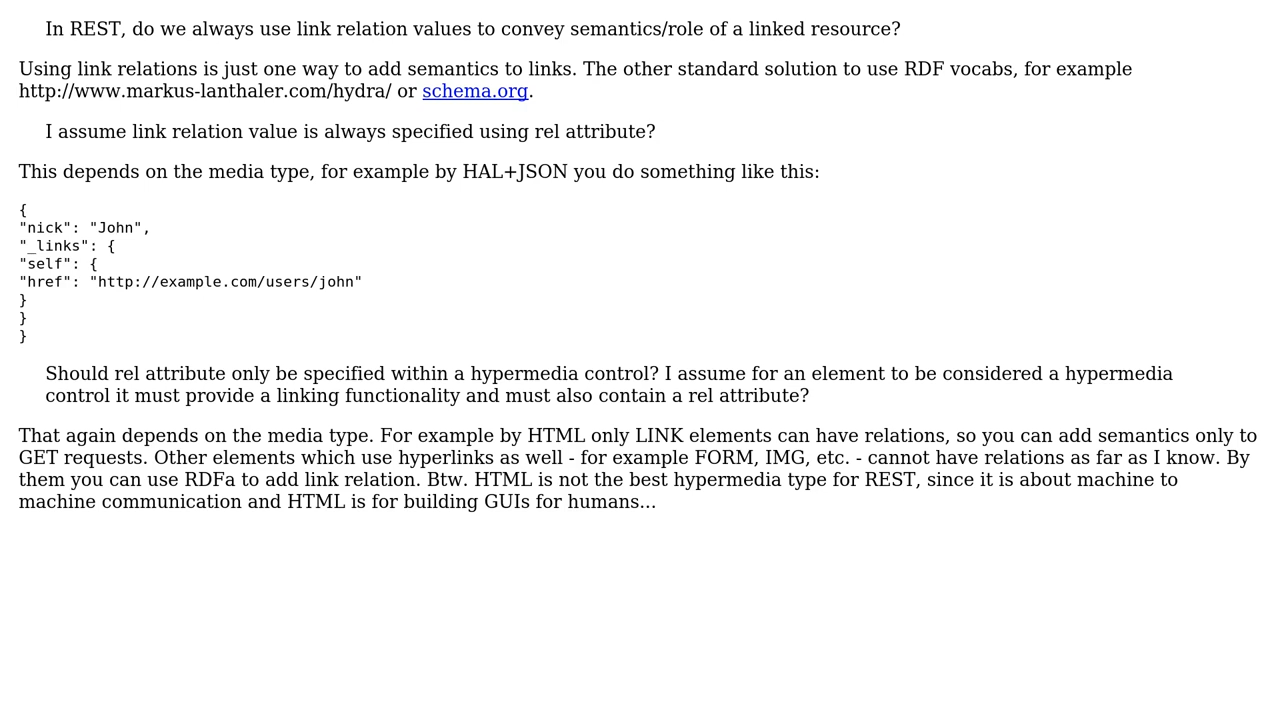 In REST, do we always use link relation values to convey semantics/role of a linked resource?
Using link relations is just one way to add semantics to links. The other standard solution to use RDF vocabs, for example
http://www.markus-lanthaler.com/hydra/ or schema.org.
I assume link relation value is always specified using rel attribute?
This depends on the media type, for example by HAL+JSON you do something like this:
{
"nick": "John",
"_links": {
"self": {
"href": "http://example.com/users/john"
}
}
}
Should rel attribute only be specified within a hypermedia control? I assume for an element to be considered a hypermedia
control it must provide a linking functionality and must also contain a rel attribute?
That again depends on the media type. For example by HTML only LINK elements can have relations, so you can add semantics only to
GET requests. Other elements which use hyperlinks as well - for example FORM, IMG, etc. - cannot have relations as far as I know. By
them you can use RDFa to add link relation. Btw. HTML is not the best hypermedia type for REST, since it is about machine to
machine communication and HTML is for building GUIs for humans...